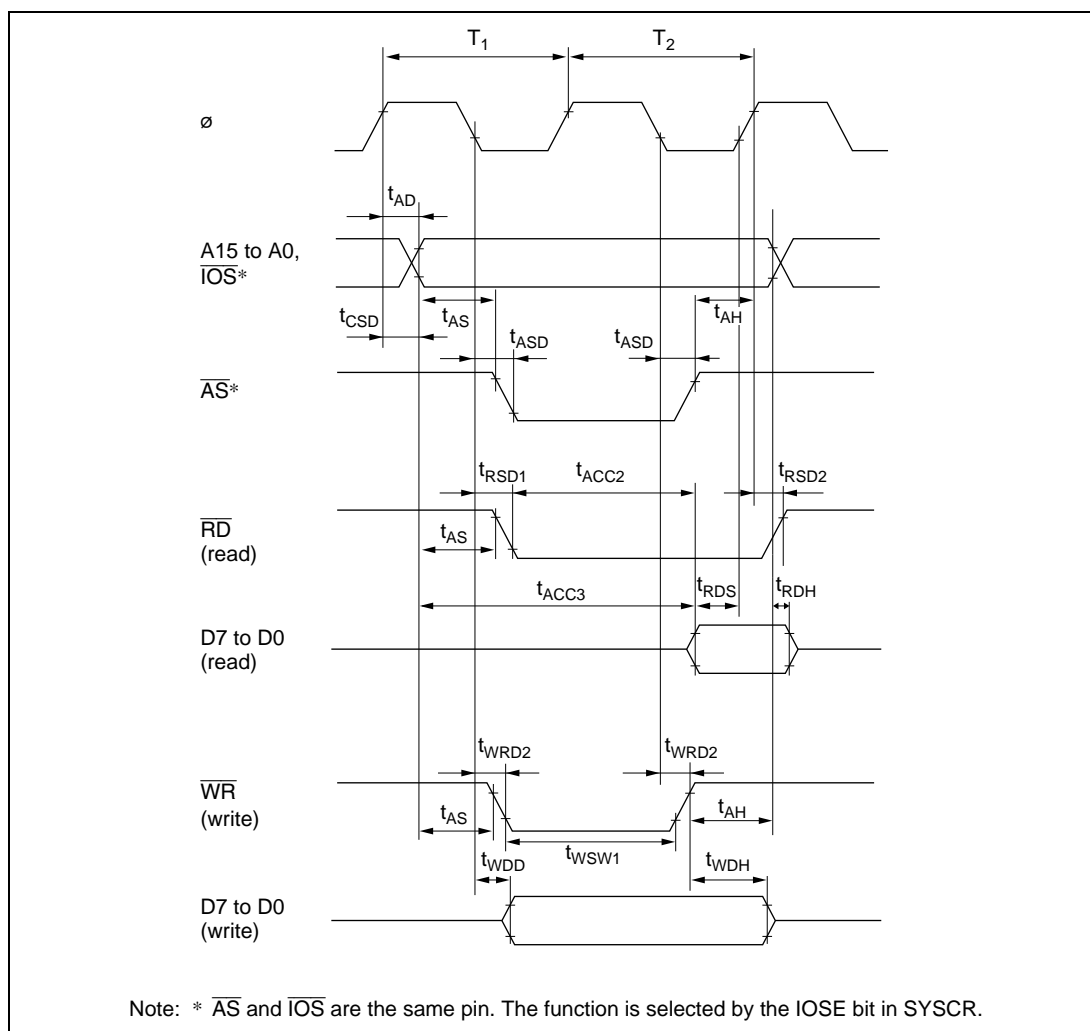 T1 T2
ø
tAD
A15 to A0,
IOS*
tCSD tAS tAH
tASD tASD
AS*
tRSD1 tACC2 tRSD2
RD
(read)
tAS
tACC3 tRDS tRDH
D7 to D0
(read)
tWRD2 tWRD2
WR
(write)
tAS tAH
tWSW1
tWDD tWDH
D7 to D0
(write)
Note: * AS and IOS are the same pin. The function is selected by the IOSE bit in SYSCR.